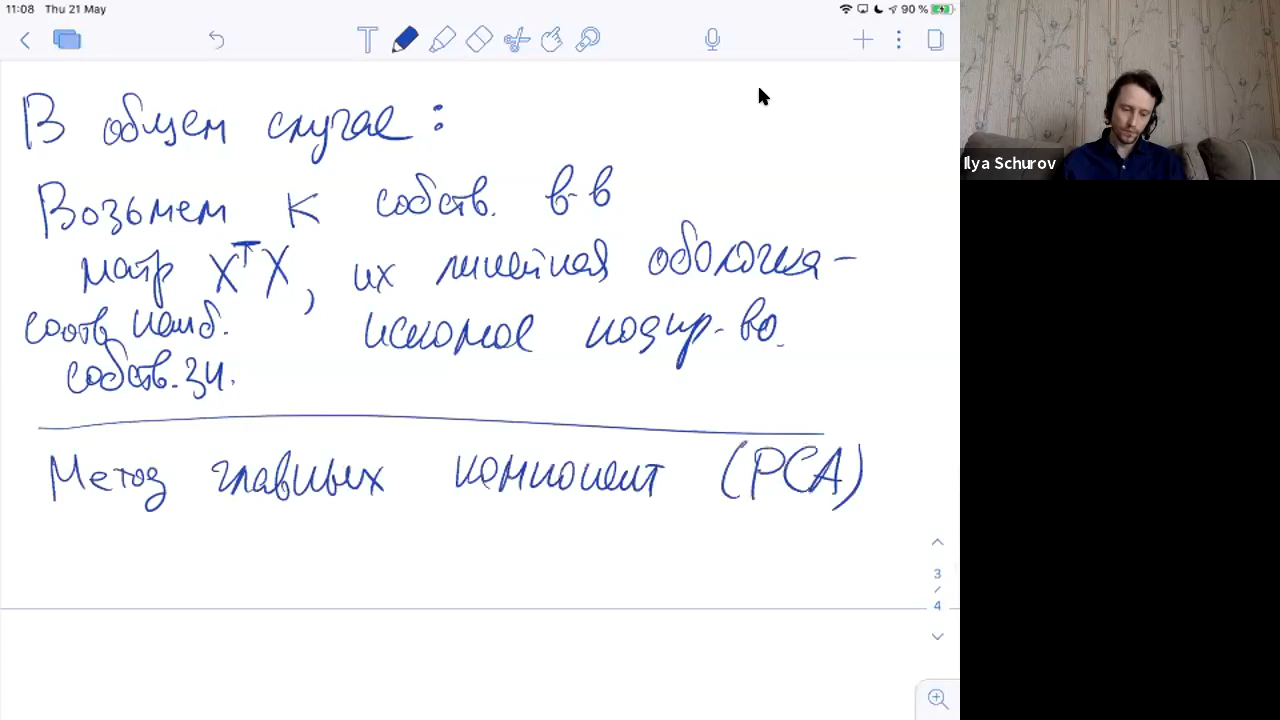 11:08 Thu 21 May
90 %
В общем случае:
Возьмем k собств. в-в
матр X^T X, их линейная оболочка –
соотв. наиб. искомое подпр-во.
собств. зн.
Метод главных компонент (PCA)
3
/
4
Ilya Schurov